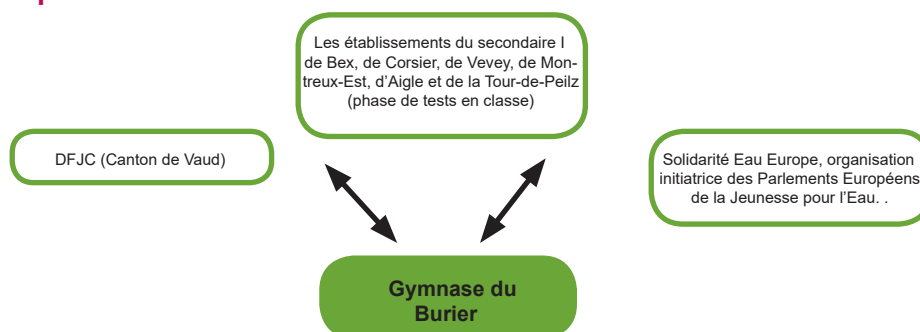 Les établissements du secondaire I
de Bex, de Corsier, de Vevey, de Mon-
treux-Est, d'Aigle et de la Tour-de-Peilz
(phase de tests en classe)
DFJC (Canton de Vaud)
Solidarité Eau Europe, organisation
initiatrice des Parlements Européens
de la Jeunesse pour l'Eau. .
Gymnase du
Burier